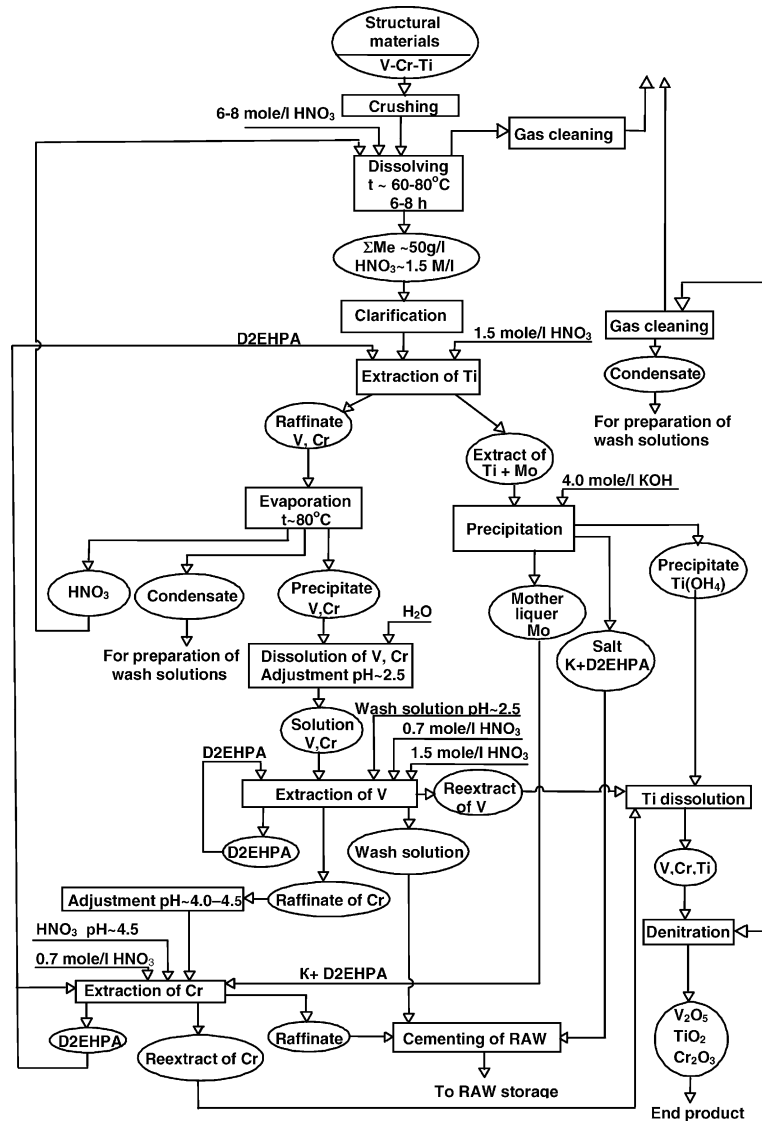 Structural
materials
V-Cr-Ti
Crushing
6-8 mole/l HNO₃
Gas cleaning
Dissolving
t ~ 60-80°C
6-8 h
ΣMe ~50g/l
HNO₃~1.5 M/l
Clarification
Gas cleaning
D2EHPA
1.5 mole/l HNO₃
Extraction of Ti
Condensate
For preparation of
wash solutions
Raffinate
V, Cr
Extract of
Ti + Mo
4.0 mole/l KOH
Evaporation
t~80°C
Precipitation
HNO₃
Condensate
Precipitate
V,Cr
Mother
liquer
Mo
Precipitate
Ti(OH₄)
H₂O
For preparation of
wash solutions
Dissolution of V, Cr
Adjustment pH~2.5
Salt
K+D2EHPA
Solution
V,Cr
Wash solution pH~2.5
0.7 mole/l HNO₃
1.5 mole/l HNO₃
D2EHPA
Extraction of V
Reextract
of V
Ti dissolution
D2EHPA
Wash solution
V,Cr,Ti
Adjustment pH~4.0–4.5
Raffinate of Cr
HNO₃ pH~4.5
Denitration
0.7 mole/l HNO₃
K+ D2EHPA
Extraction of Cr
D2EHPA
Reextract of Cr
Raffinate
Cementing of RAW
V₂O₅
TiO₂
Cr₂O₃
To RAW storage
End product